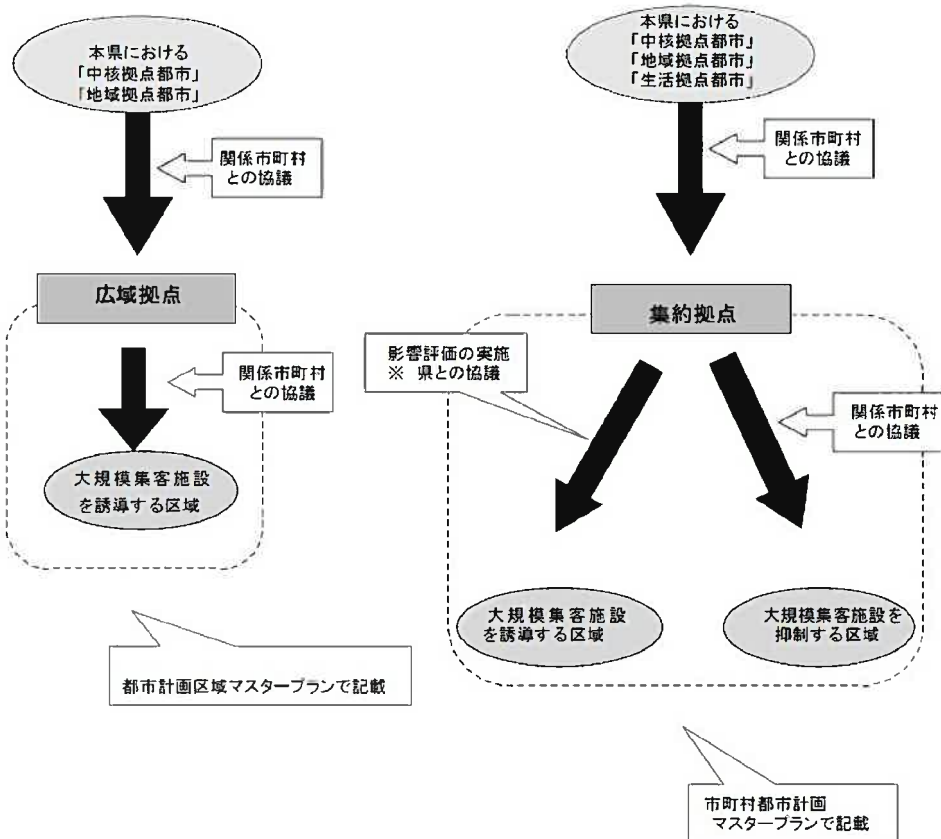 本県における
「中核拠点都市」
「地域拠点都市」
関係市町村
との協議
広域拠点
関係市町村
との協議
大規模集客施設
を誘導する区域
都市計画区域マスタープランで記載
本県における
「中核拠点都市」
「地域拠点都市」
「生活拠点都市」
関係市町村
との協議
集約拠点
影響評価の実施
※ 県との協議
関係市町村
との協議
大規模集客施設
を誘導する区域
大規模集客施設を
抑制する区域
市町村都市計画
マスタープランで記載